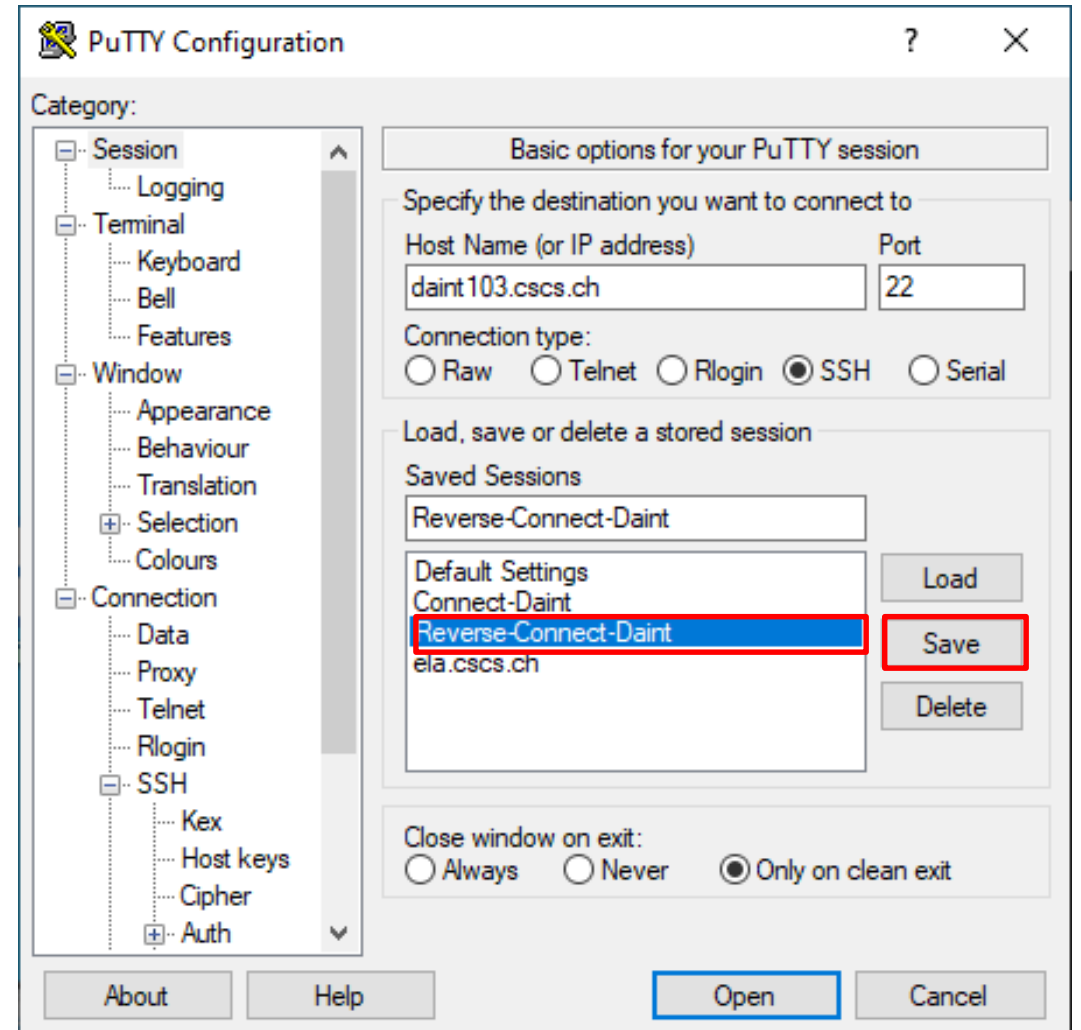 PuTTY Configuration ?
Category:
Session
Logging
Terminal
Keyboard
Bell
Features
Window
Appearance
Behaviour
Translation
Selection
Colours
Connection
Data
Proxy
Telnet
Rlogin
SSH
Kex
Host keys
Cipher
Auth
Basic options for your PuTTY session
Specify the destination you want to connect to
Host Name (or IP address) Port
daint103.cscs.ch 22
Connection type:
Raw Telnet Rlogin SSH Serial
Load, save or delete a stored session
Saved Sessions
Reverse-Connect-Daint
Default Settings
Connect-Daint
Reverse-Connect-Daint
ela.cscs.ch
Load
Save
Delete
Close window on exit:
Always Never Only on clean exit
About Help Open Cancel